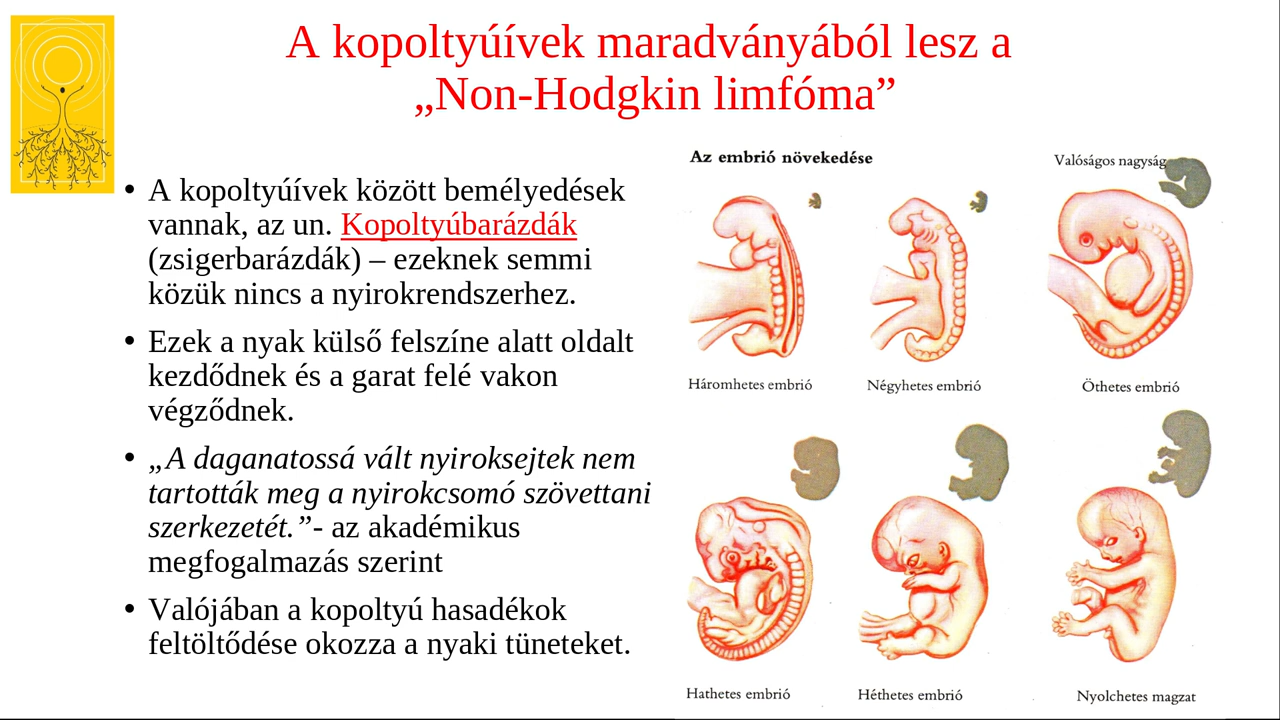 A kopoltyúívek maradványából lesz a
„Non-Hodgkin limfóma”
• A kopoltyúívek között bemélyedések
vannak, az un. Kopoltyúbarázdák
(zsigerbarázdák) – ezeknek semmi
közük nincs a nyirokrendszerhez.
• Ezek a nyak külső felszíne alatt oldalt
kezdődnek és a garat felé vakon
végződnek.
• „A daganatossá vált nyiroksejtek nem
tartották meg a nyirokcsomó szövettani
szerkezetét.”- az akadémikus
megfogalmazás szerint
• Valójában a kopoltyú hasadékok
feltöltődése okozza a nyaki tüneteket.
Az embrió növekedése
Valóságos nagyság
Háromhetes embrió
Négyhetes embrió
Öthetes embrió
Hathetes embrió
Héthetes embrió
Nyolchetes magzat